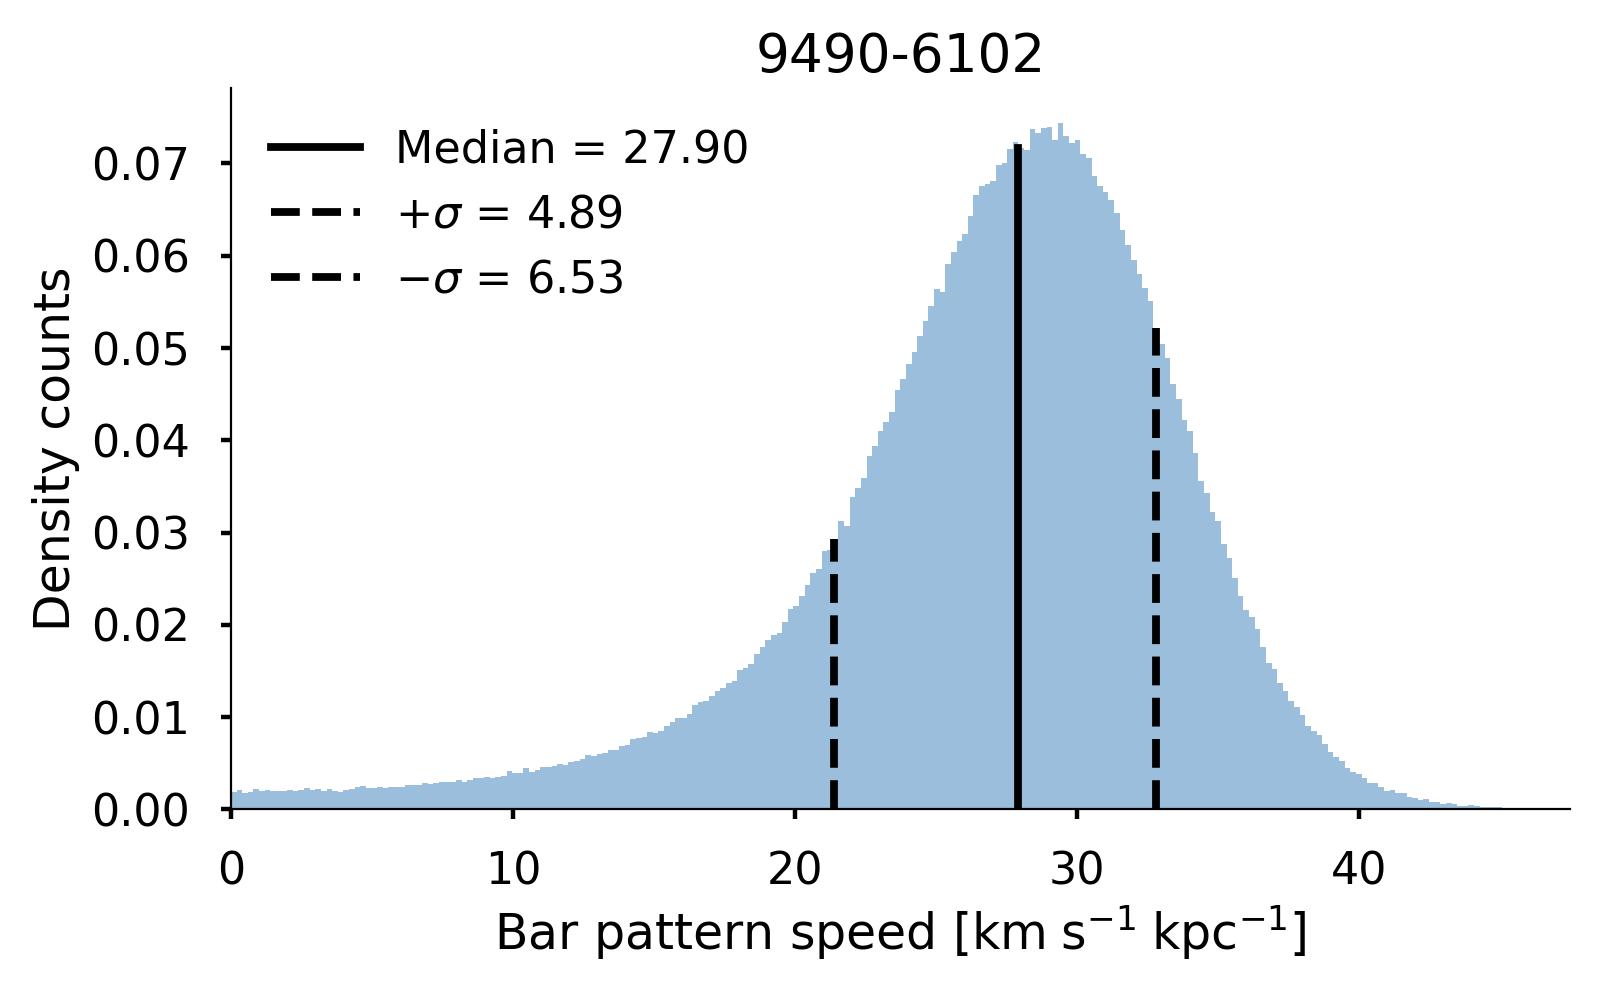 9490-6102
Median = 27.90
+σ = 4.89
−σ = 6.53
Density counts
0.07
0.06
0.05
0.04
0.03
0.02
0.01
0.00
0 10 20 30 40
Bar pattern speed [km s⁻¹ kpc⁻¹]